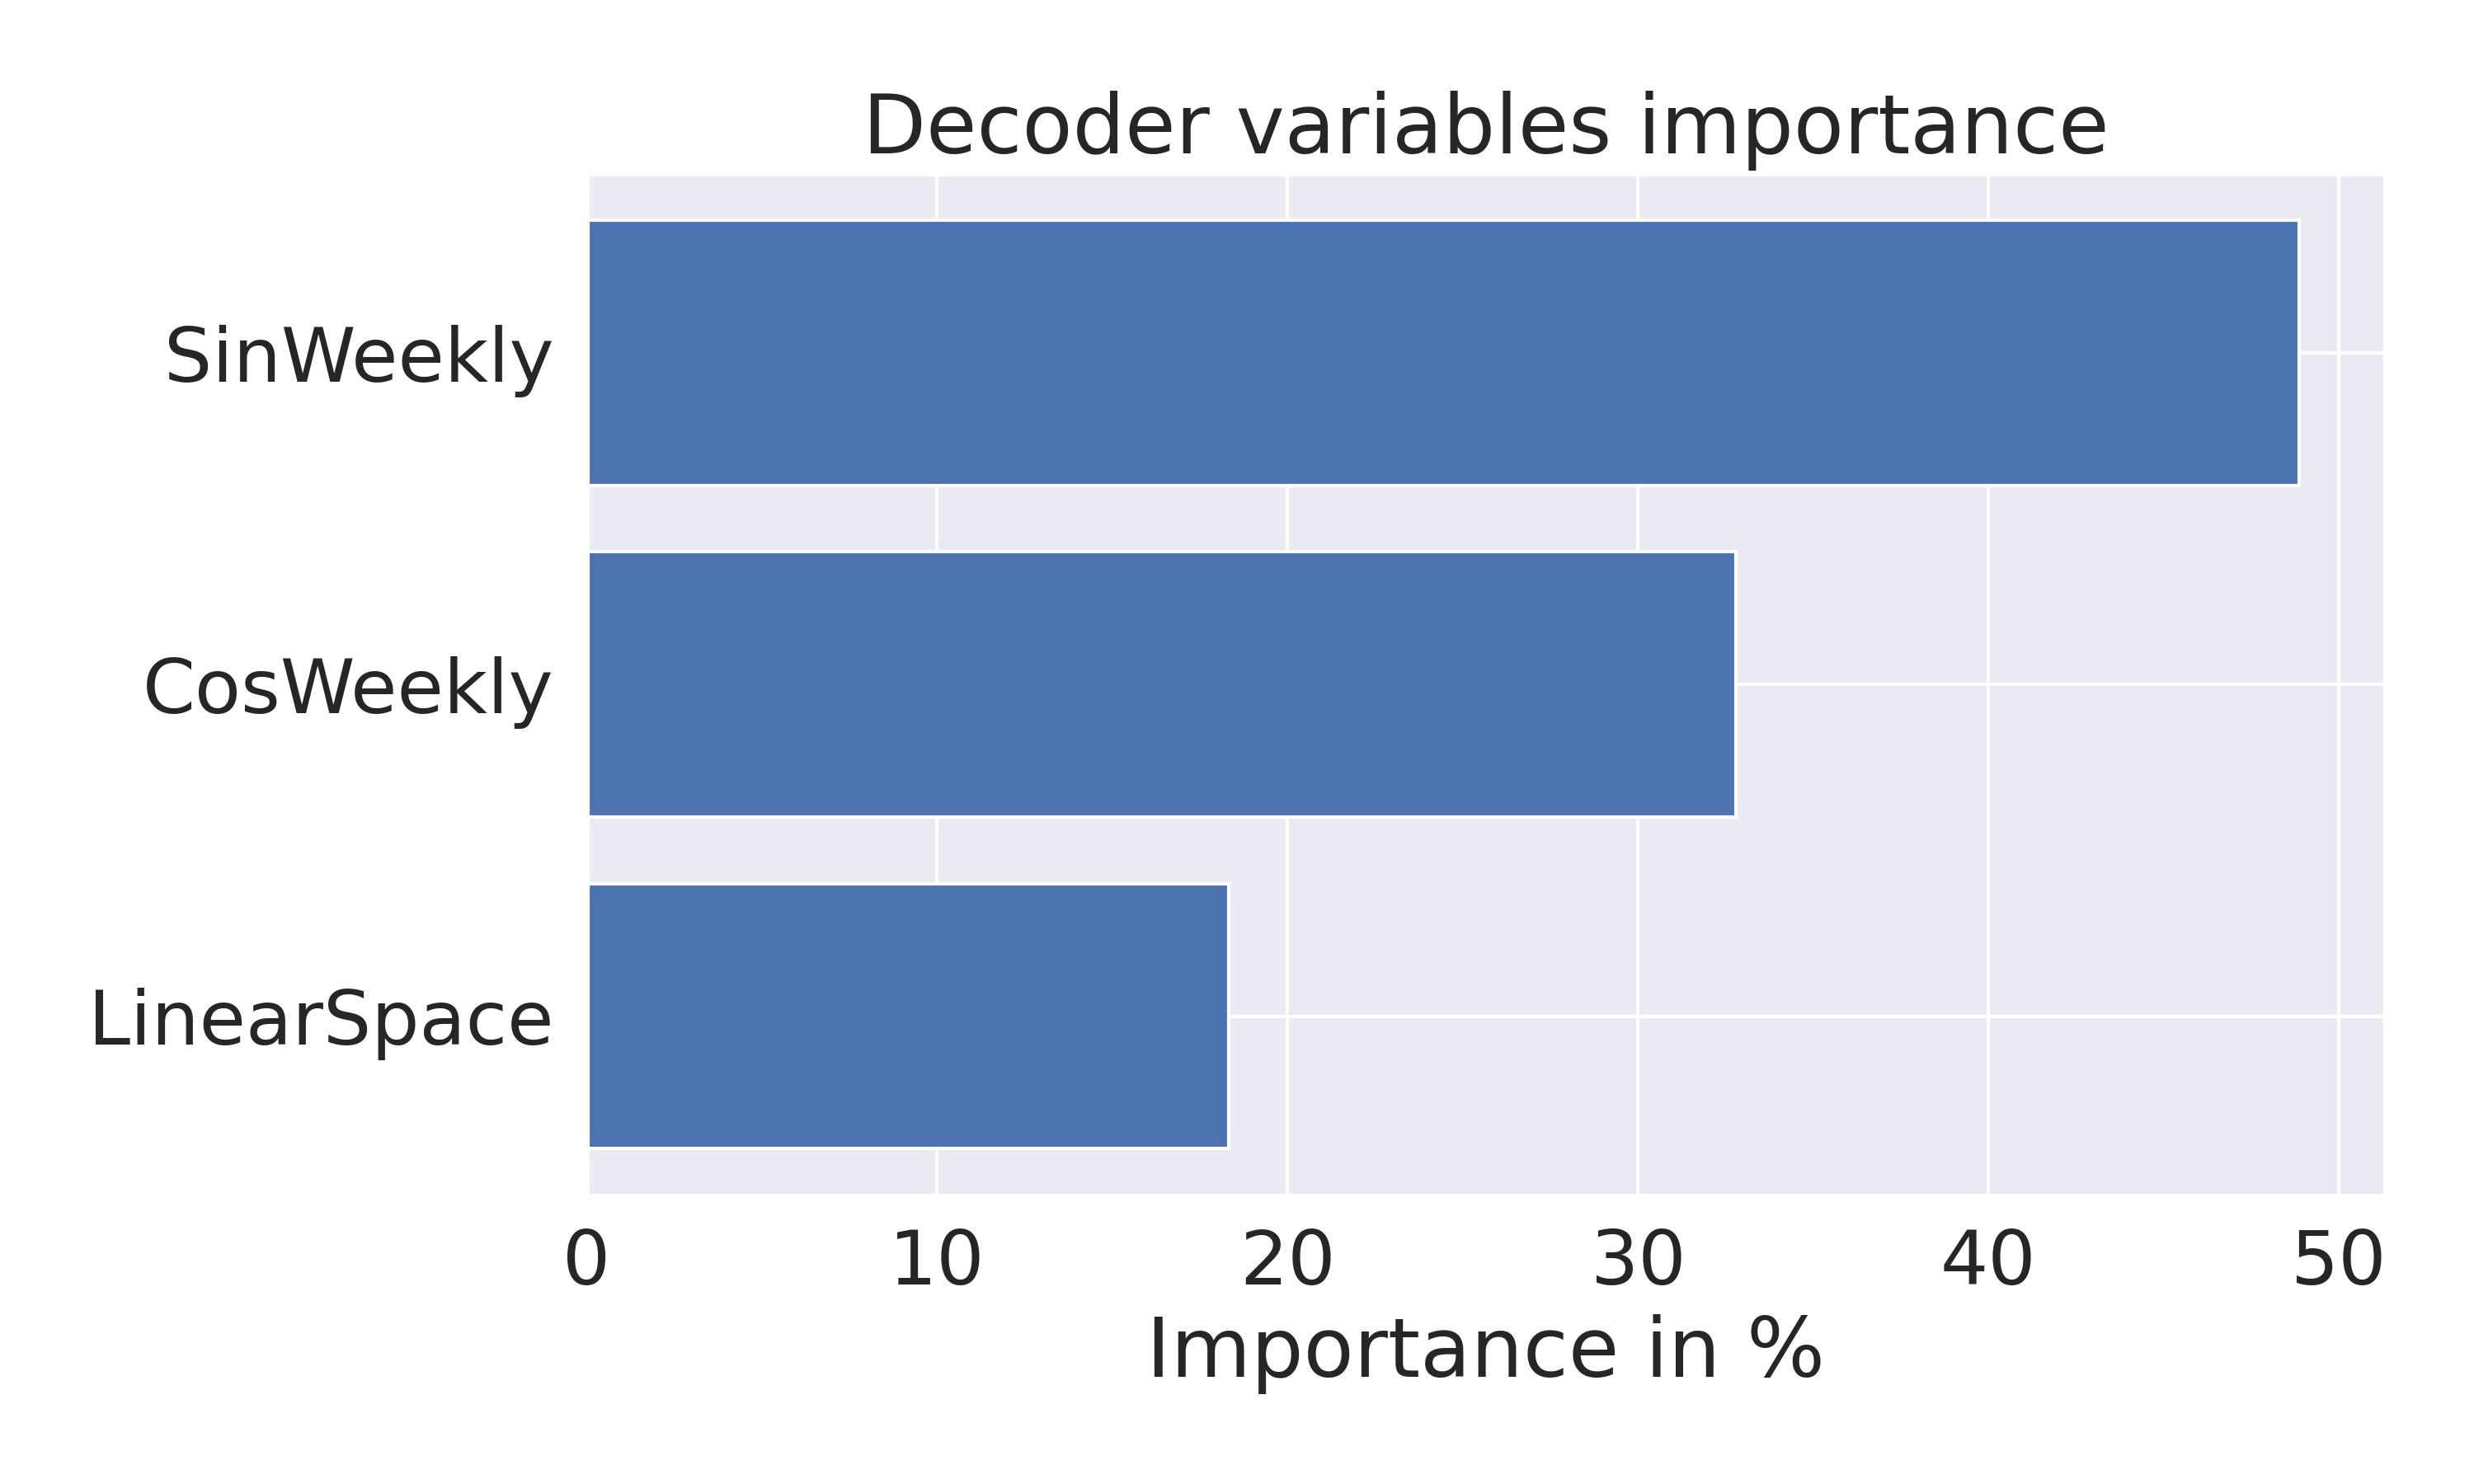 Decoder variables importance
SinWeekly
CosWeekly
LinearSpace
0 10 20 30 40 50
Importance in %